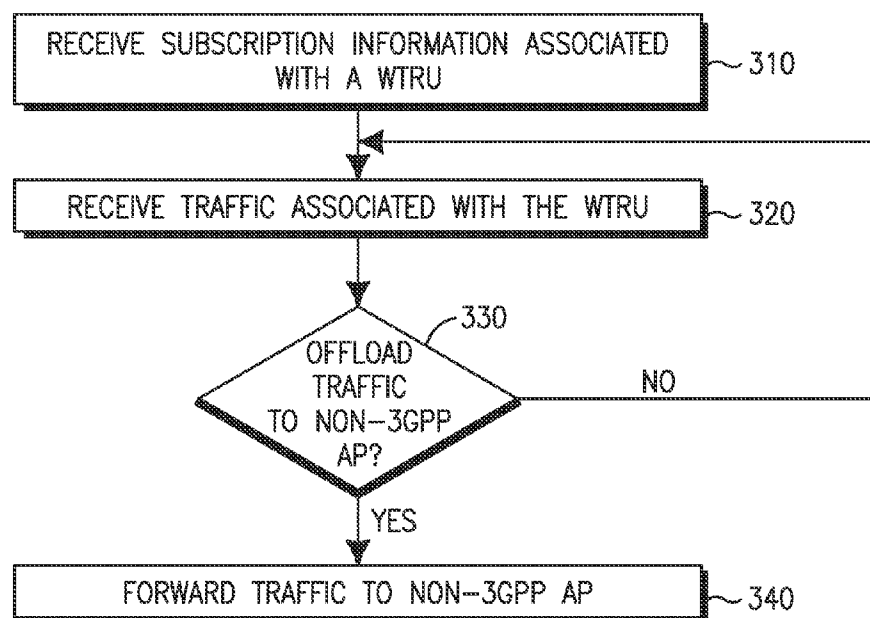 RECEIVE SUBSCRIPTION INFORMATION ASSOCIATED
WITH A WTRU
310
RECEIVE TRAFFIC ASSOCIATED WITH THE WTRU
320
330
OFFLOAD
TRAFFIC
TO NON-3GPP
AP?
NO
YES
FORWARD TRAFFIC TO NON-3GPP AP
340